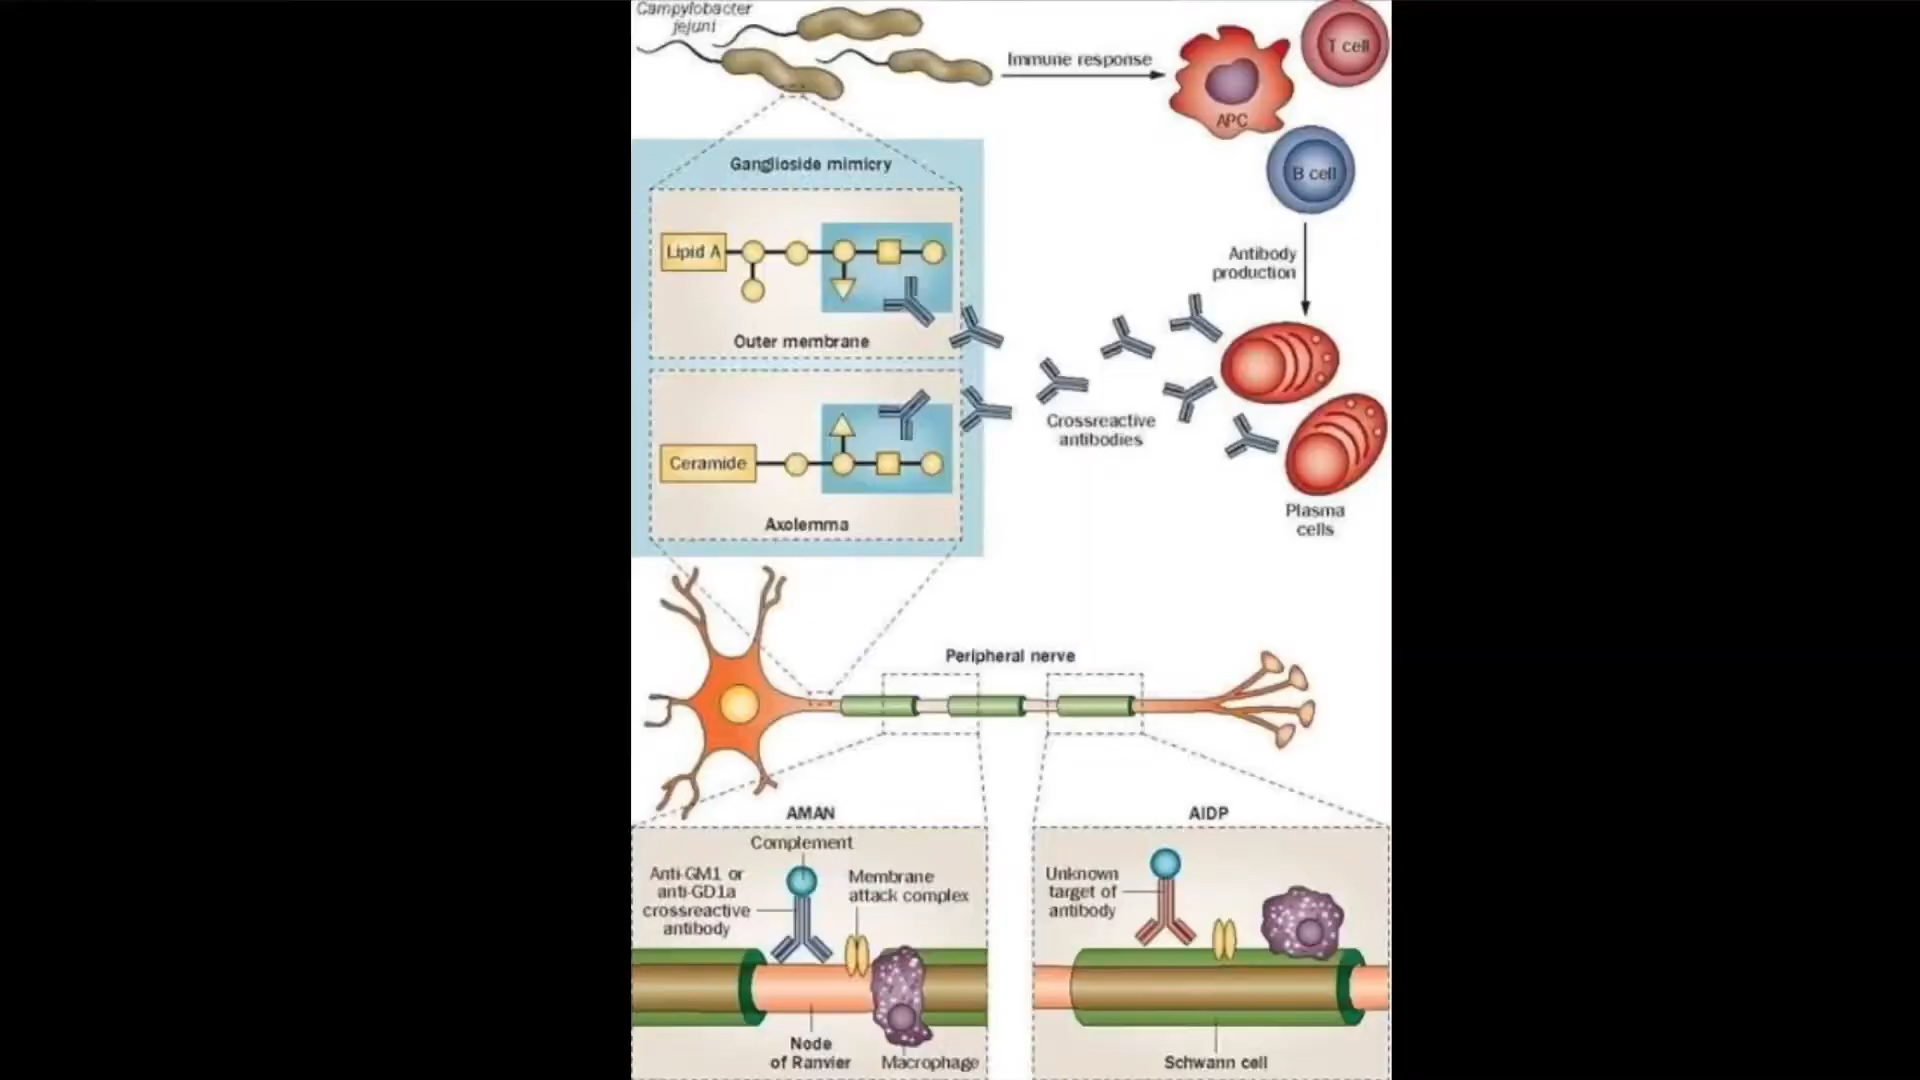 Campylobacter
jejuni
Immune response
T cell
APC
B cell
Ganglioside mimicry
Lipid A
Outer membrane
Antibody
production
Crossreactive
antibodies
Ceramide
Axolemma
Plasma
cells
Peripheral nerve
AMAN
Complement
Anti-GM1 or
anti-GD1a
crossreactive
antibody
Membrane
attack complex
Node
of Ranvier
Macrophage
AIDP
Unknown
target of
antibody
Schwann cell